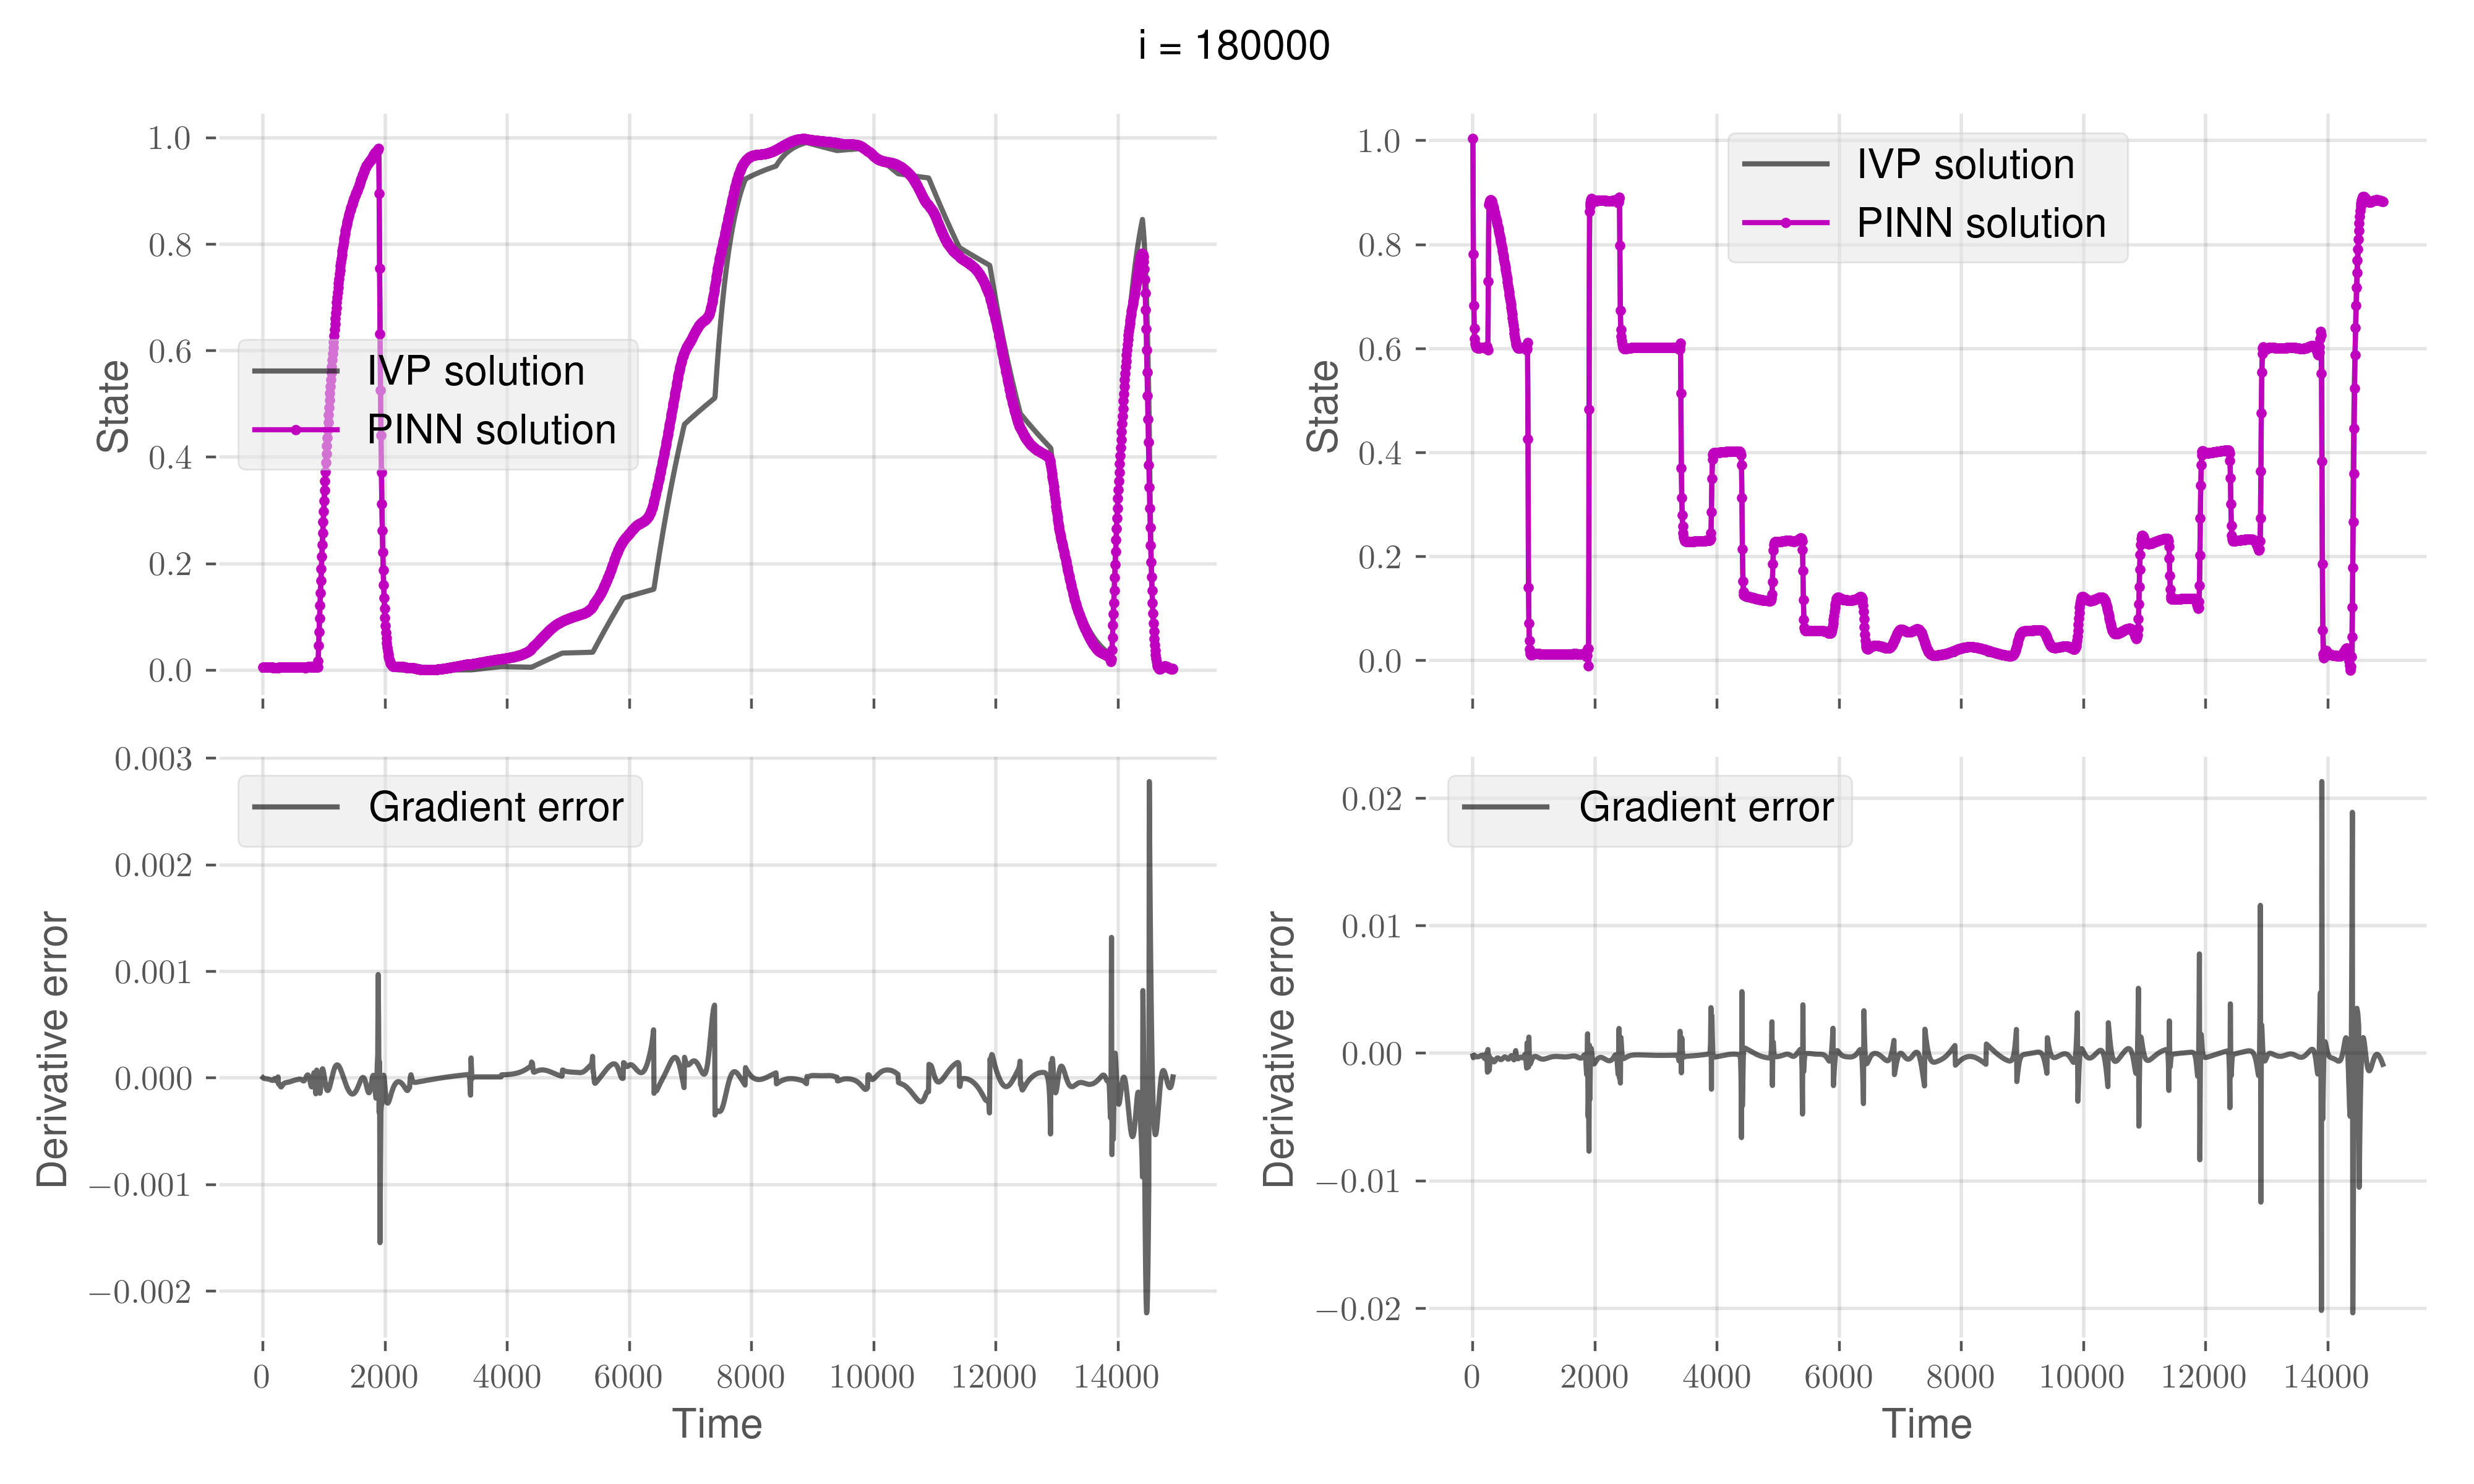 i = 180000
1.0
0.8
0.6
0.4
0.2
0.0
State
IVP solution
PINN solution
1.0
0.8
0.6
0.4
0.2
0.0
State
IVP solution
PINN solution
0.003
0.002
0.001
0.000
−0.001
−0.002
Derivative error
Gradient error
0 2000 4000 6000 8000 10000 12000 14000
Time
0.02
0.01
0.00
−0.01
−0.02
Derivative error
Gradient error
0 2000 4000 6000 8000 10000 12000 14000
Time